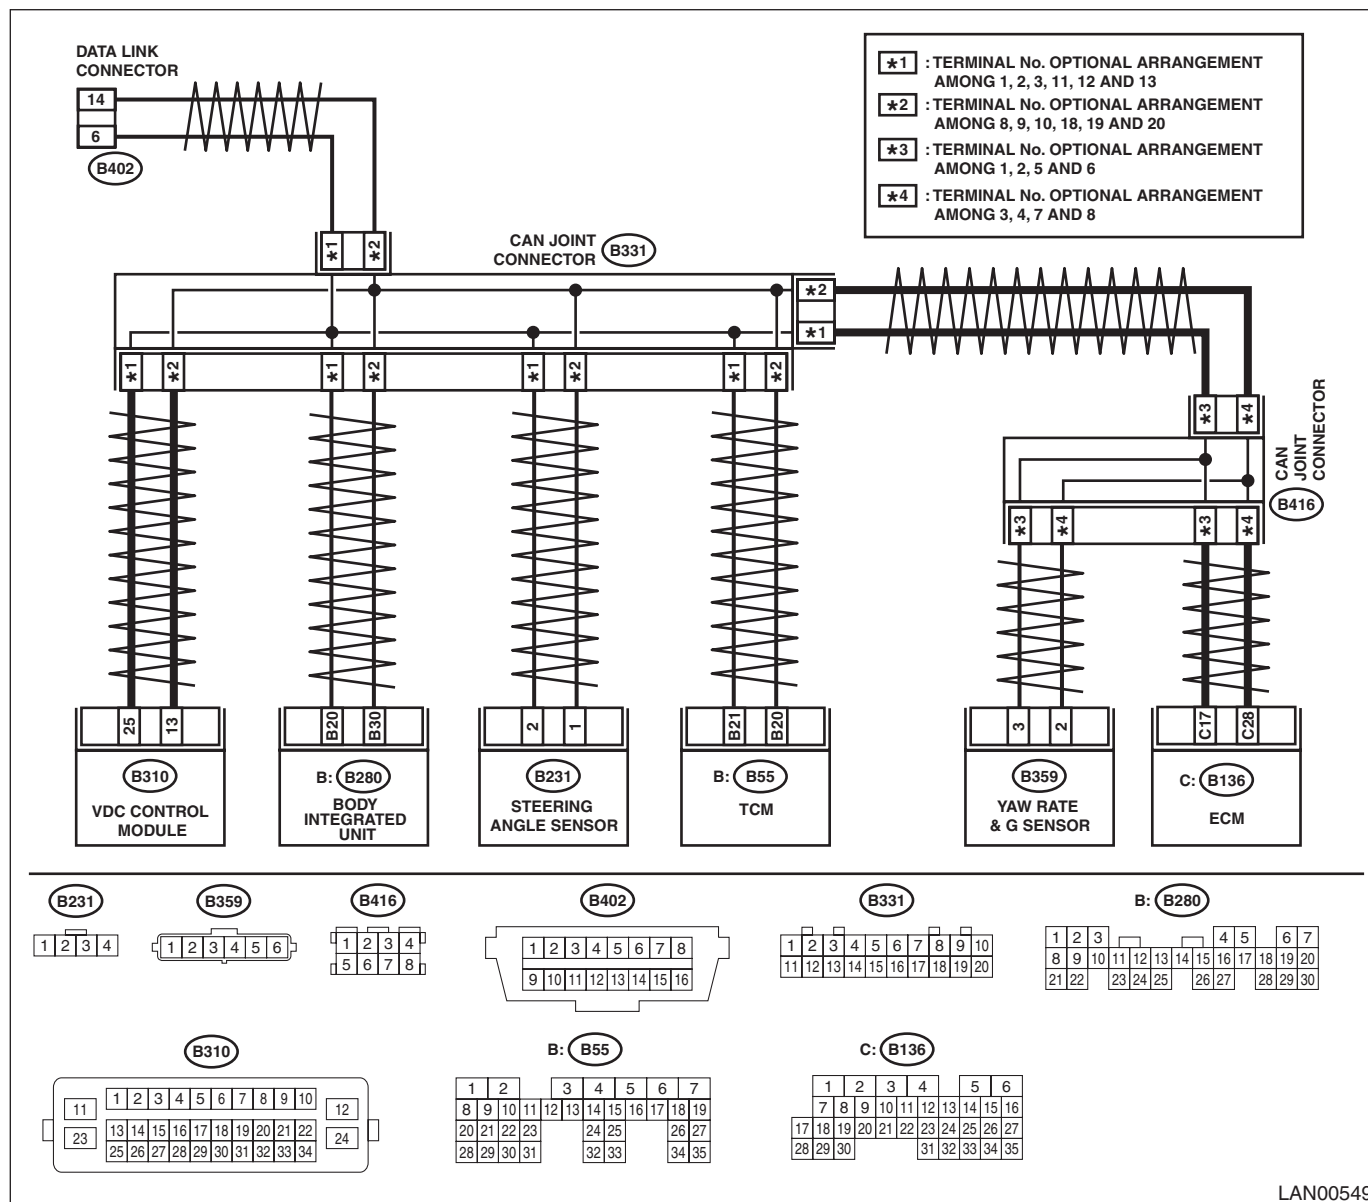 DATA LINK
CONNECTOR
14
6
B402
*1 : TERMINAL No. OPTIONAL ARRANGEMENT
AMONG 1, 2, 3, 11, 12 AND 13
*2 : TERMINAL No. OPTIONAL ARRANGEMENT
AMONG 8, 9, 10, 18, 19 AND 20
*3 : TERMINAL No. OPTIONAL ARRANGEMENT
AMONG 1, 2, 5 AND 6
*4 : TERMINAL No. OPTIONAL ARRANGEMENT
AMONG 3, 4, 7 AND 8
*1 *2
CAN JOINT
CONNECTOR B331
*2
*1
*1 *2 *1 *2 *1 *2 *1 *2
*3 *4
CAN
JOINT
CONNECTOR
B416
*3 *4 *3 *4
25 13 B20 B30 2 1 B21 B20 3 2 C17 C28
B310
VDC CONTROL
MODULE
B: B280
BODY
INTEGRATED
UNIT
B231
STEERING
ANGLE SENSOR
B: B55
TCM
B359
YAW RATE
& G SENSOR
C: B136
ECM
B231
1 2 3 4
B359
1 2 3 4 5 6
B416
1 2 3 4
5 6 7 8
B402
1 2 3 4 5 6 7 8
9 10 11 12 13 14 15 16
B331
1 2 3 4 5 6 7 8 9 10
11 12 13 14 15 16 17 18 19 20
B: B280
1 2 3 4 5 6 7
8 9 10 11 12 13 14 15 16 17 18 19 20
21 22 23 24 25 26 27 28 29 30
B310
11 1 2 3 4 5 6 7 8 9 10 12
23 13 14 15 16 17 18 19 20 21 22 24
25 26 27 28 29 30 31 32 33 34
B: B55
1 2 3 4 5 6 7
8 9 10 11 12 13 14 15 16 17 18 19
20 21 22 23 24 25 26 27
28 29 30 31 32 33 34 35
C: B136
1 2 3 4 5 6
7 8 9 10 11 12 13 14 15 16
17 18 19 20 21 22 23 24 25 26 27
28 29 30 31 32 33 34 35
LAN00549